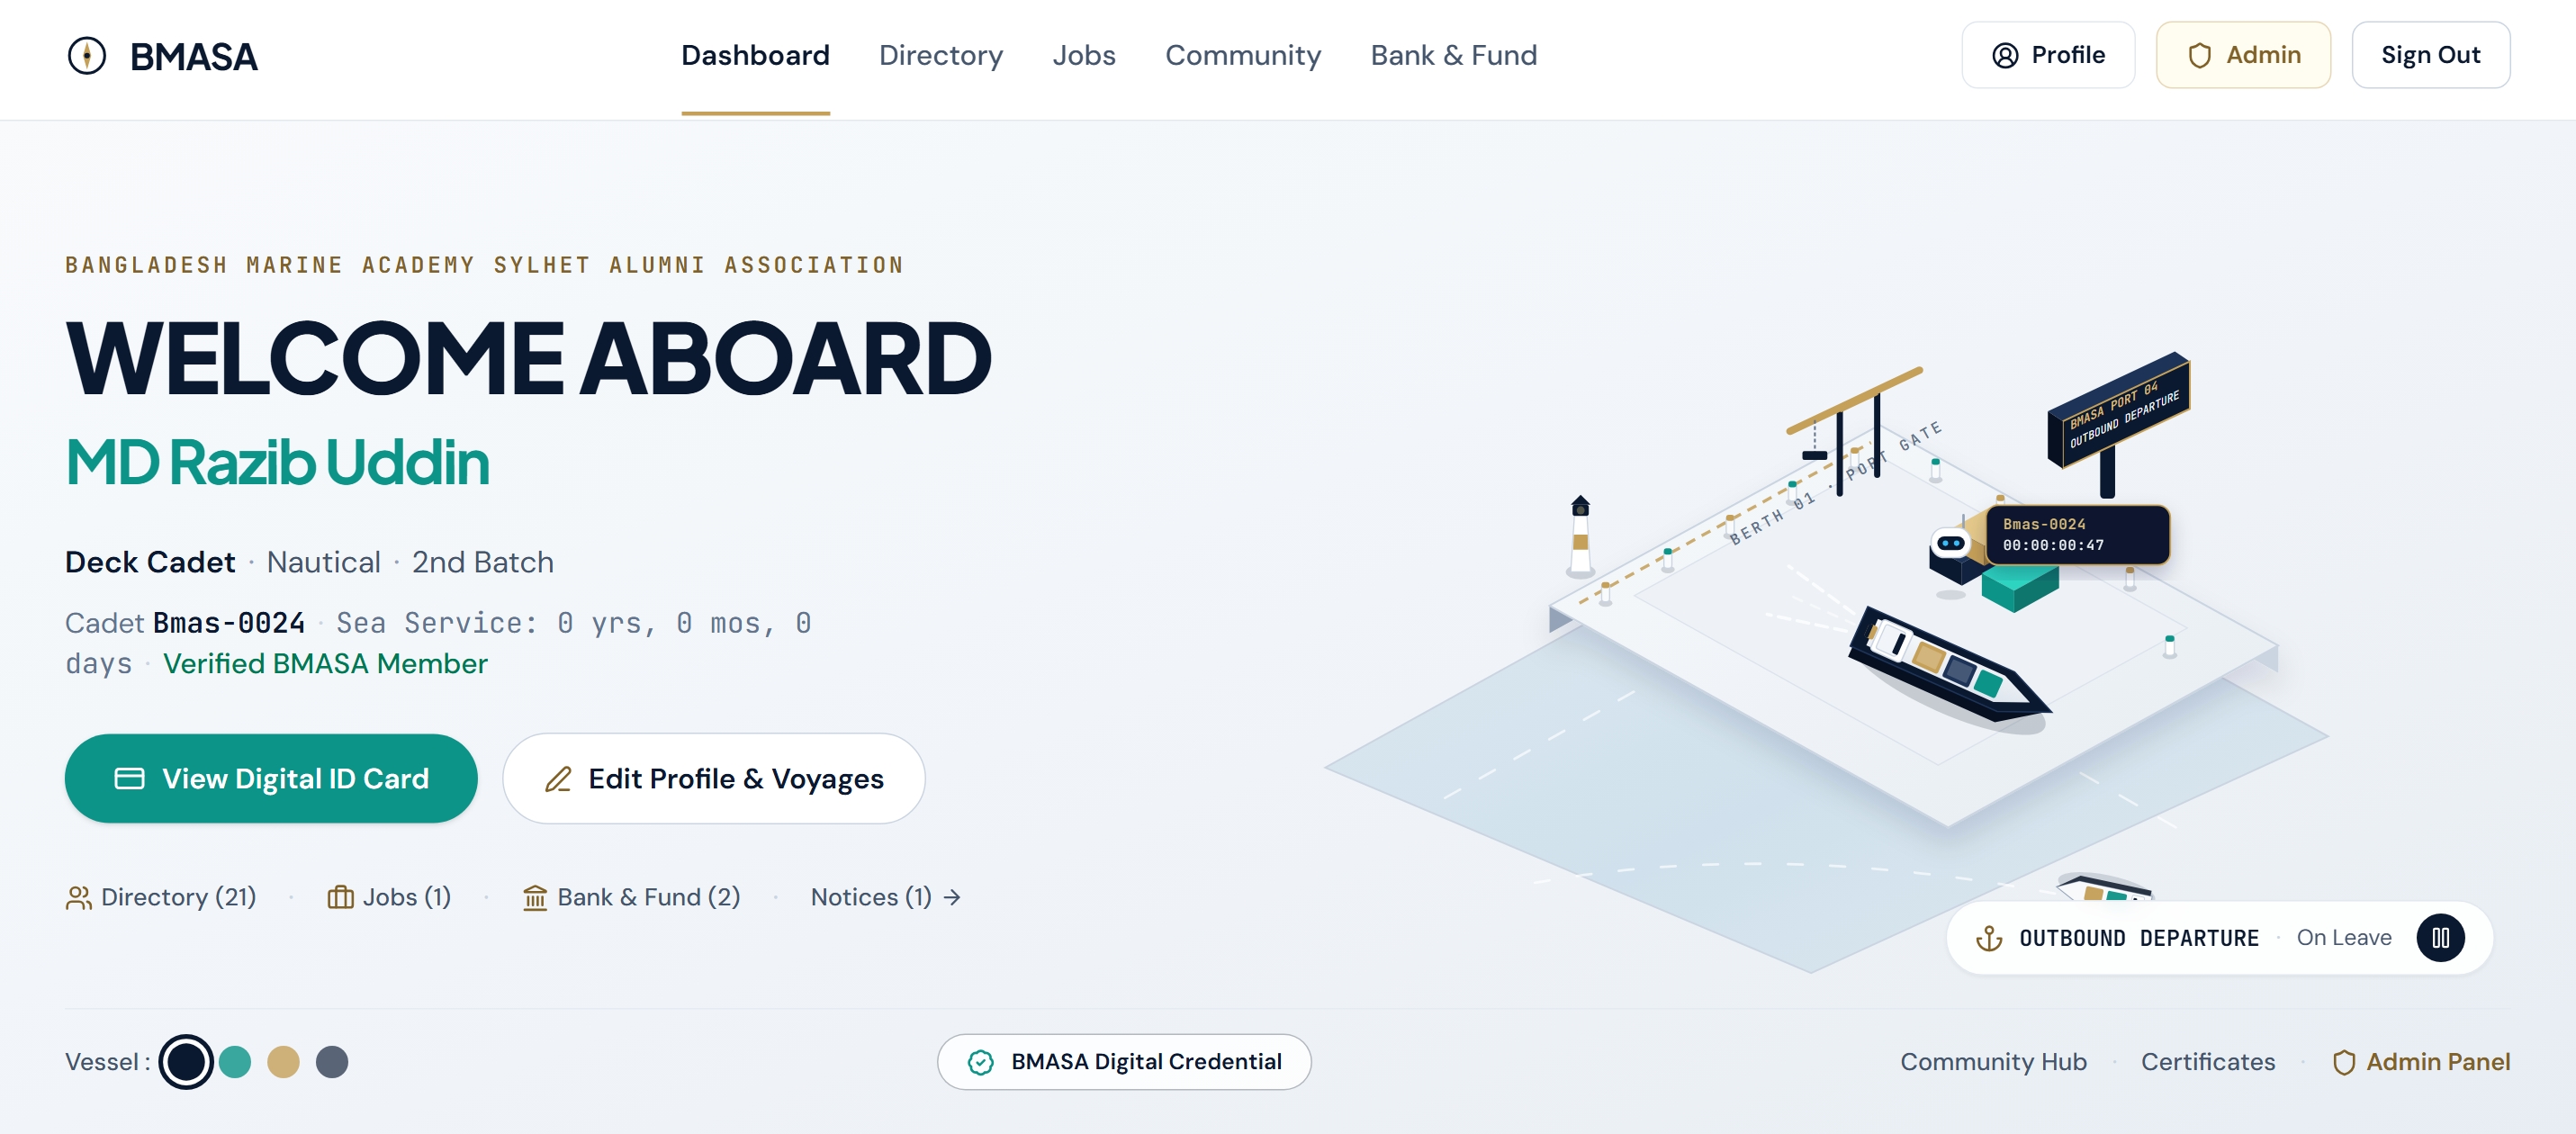 BMASA
Dashboard
Directory
Jobs
Community
Bank & Fund
Profile
Admin
Sign Out
BANGLADESH MARINE ACADEMY SYLHET ALUMNI ASSOCIATION
WELCOME ABOARD
MD Razib Uddin
Deck Cadet · Nautical · 2nd Batch
Cadet Bmas-0024 · Sea Service: 0 yrs, 0 mos, 0
days · Verified BMASA Member
View Digital ID Card
Edit Profile & Voyages
Directory (21) · Jobs (1) · Bank & Fund (2) · Notices (1) →
BMASA PORT 04
OUTBOUND DEPARTURE
BERTH 01 · PORT GATE
Bmas-0024
00:00:00:47
OUTBOUND DEPARTURE · On Leave
Vessel :
BMASA Digital Credential
Community Hub · Certificates · Admin Panel